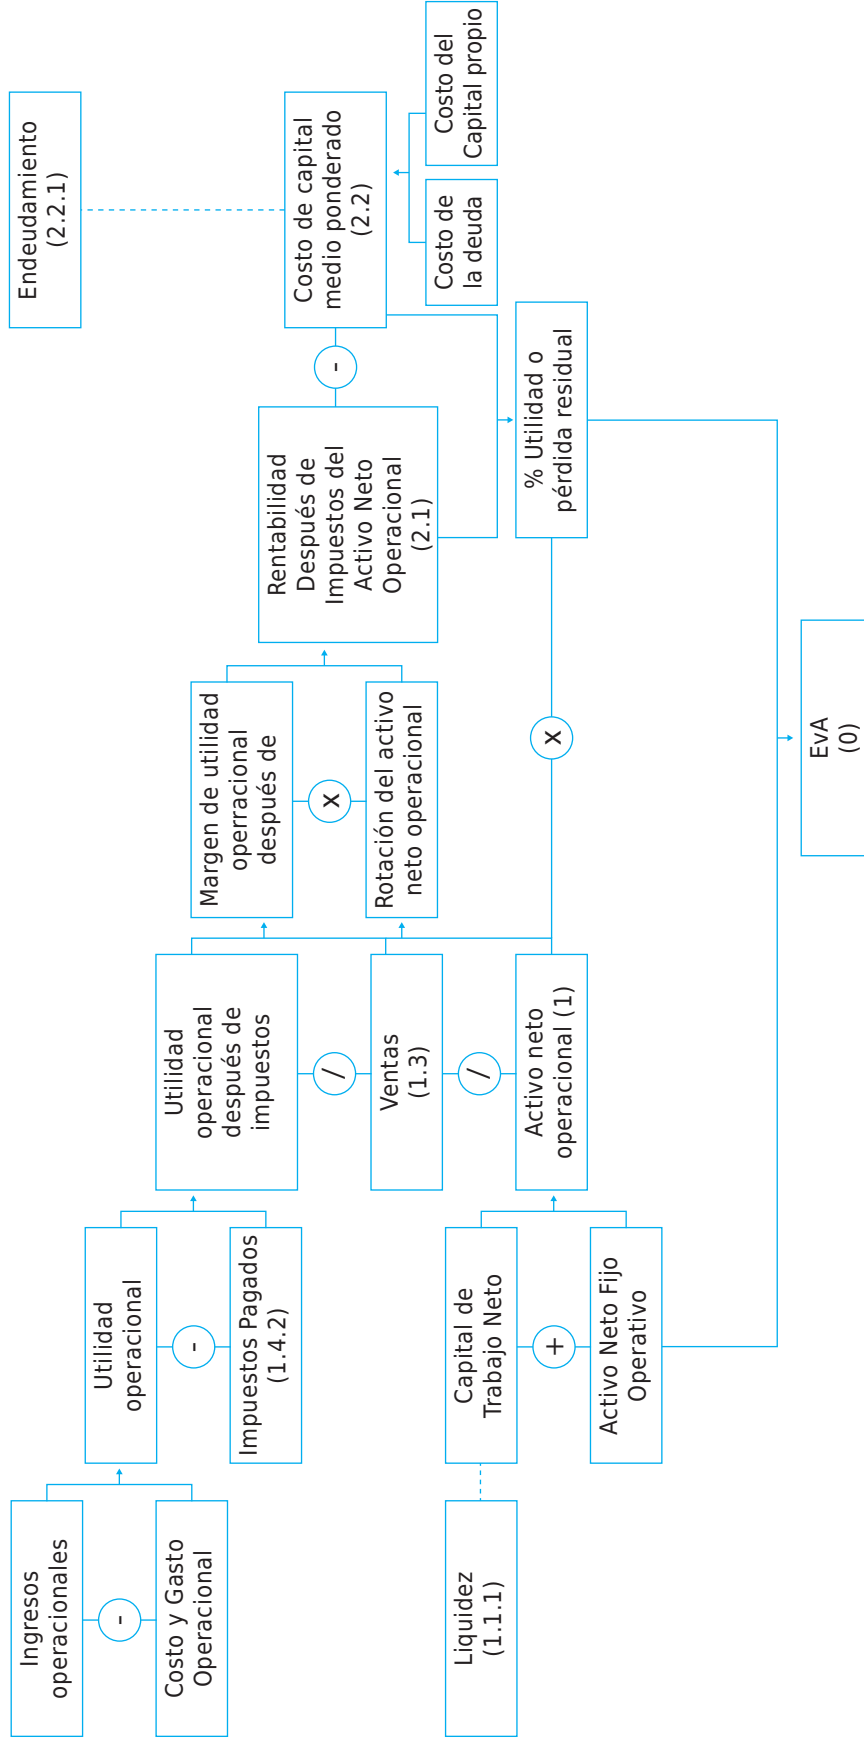 Ingresos
operacionales
-
Costo y Gasto
Operacional
Liquidez
(1.1.1)
Utilidad
operacional
-
Impuestos Pagados
(1.4.2)
Capital de
Trabajo Neto
+
Activo Neto Fijo
Operativo
Utilidad
operacional
después de
impuestos
/
Ventas
(1.3)
/
Activo neto
operacional (1)
Margen de utilidad
operracional
después de
x
Rotación del activo
neto operacional
x
Rentabilidad
Después de
Impuestos del
Activo Neto
Operacional
(2.1)
-
Endeudamiento
(2.2.1)
Costo de capital
medio ponderado
(2.2)
Costo de
la deuda
Costo del
Capital propio
% Utilidad o
pérdida residual
EvA
(0)